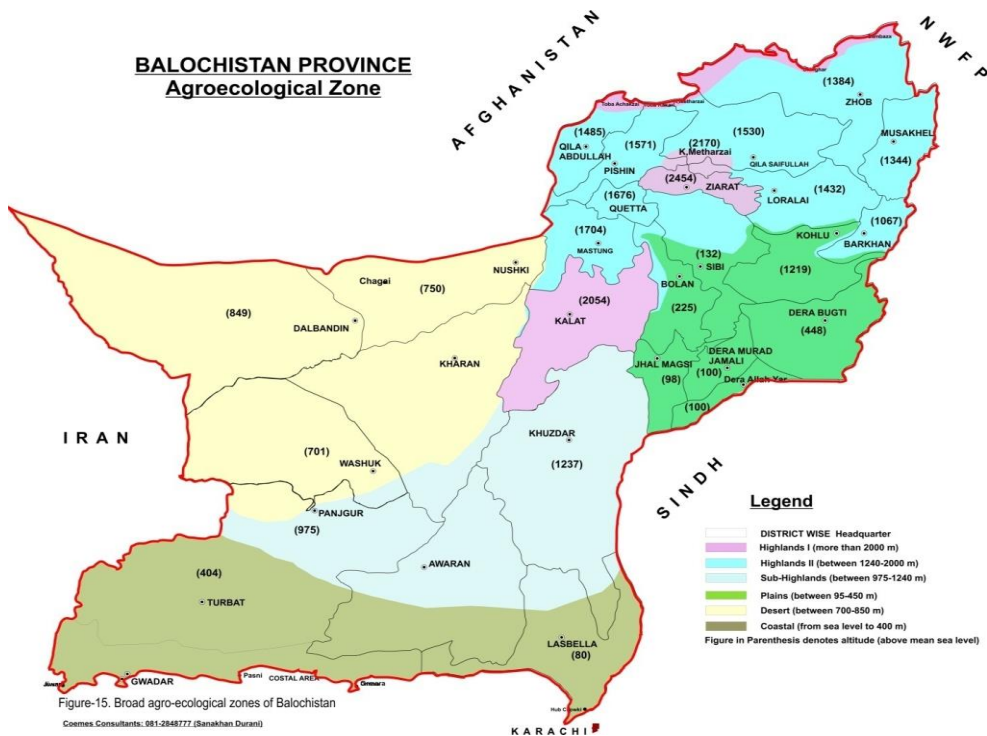 BALOCHISTAN PROVINCE
Agroecological Zone
AFGHANISTAN
NWFP
IRAN
SINDH
KARACHI
(1384)
ZHOB
MUSAKHEL
(1344)
Toba Achakzai
(1485)
QILA
ABDULLAH
(1571)
PISHIN
(2170)
K.Metharzai
(1530)
QILA SAIFULLAH
(2454)
ZIARAT
(1676)
QUETTA
(1432)
LORALAI
(1067)
BARKHAN
(1704)
MASTUNG
KOHLU
(1219)
(132)
SIBI
BOLAN
(225)
NUSHKI
Chagai
(750)
(849)
DALBANDIN
(2054)
KALAT
DERA BUGTI
(448)
KHARAN
JHAL MAGSI
(98)
DERA MURAD
JAMALI
(100)
Dera Allah Yar
(100)
KHUZDAR
(1237)
(701)
WASHUK
PANJGUR
(975)
AWARAN
(404)
TURBAT
LASBELLA
(80)
GWADAR
Pasni
COSTAL AREA
Legend
DISTRICT WISE Headquarter
Highlands I (more than 2000 m)
Highlands II (between 1240-2000 m)
Sub-Highlands (between 975-1240 m)
Plains (between 95-450 m)
Desert (between 700-850 m)
Coastal (from sea level to 400 m)
Figure in Parenthesis denotes altitude (above mean sea level)
Figure-15. Broad agro-ecological zones of Balochistan
Coemes Consultants: 081-2848777 (Sanakhan Durani)